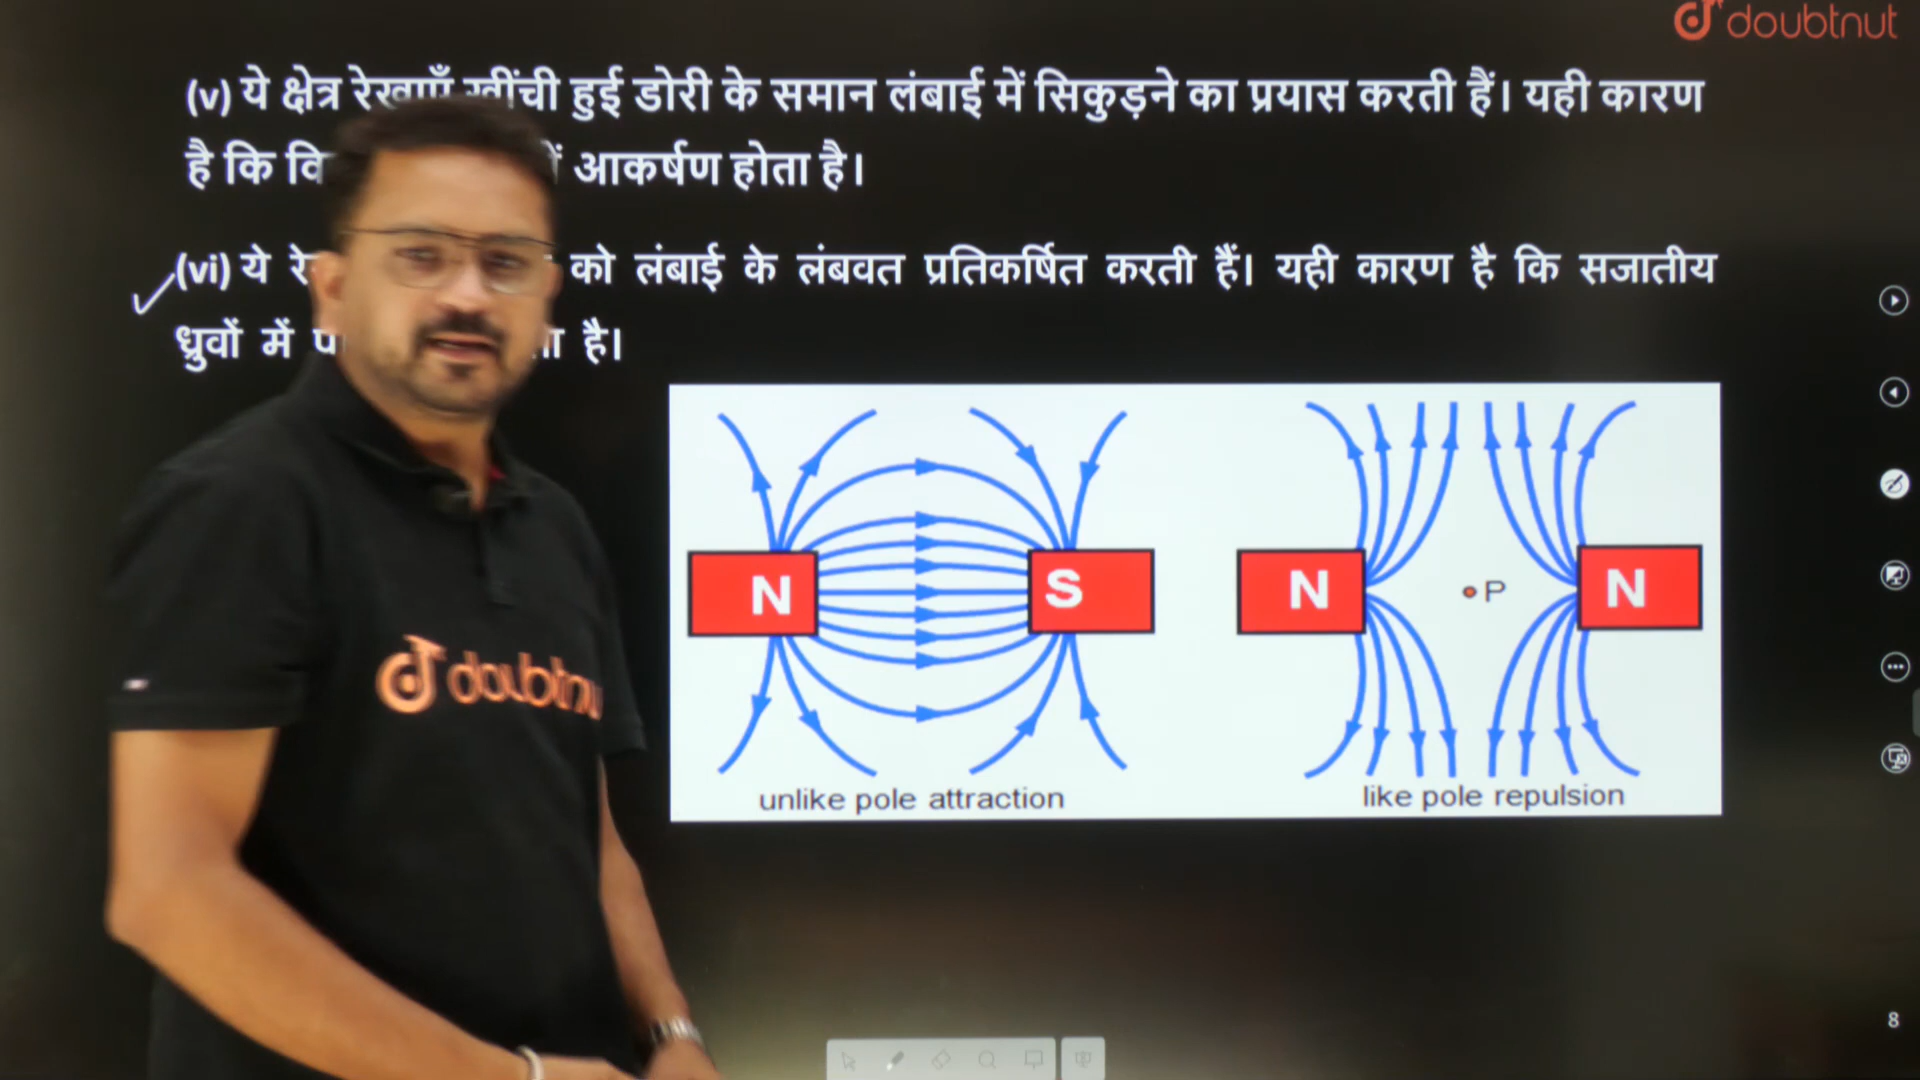 doubtnut
(v) ये क्षेत्र रेखाएँ खींची हुई डोरी के समान लंबाई में सिकुड़ने का प्रयास करती हैं। यही कारण
है कि आकर्षण होता है।
(vi) ये को लंबाई के लंबवत प्रतिकर्षित करती हैं। यही कारण है कि सजातीय
ध्रुवों में है।
N S N P N
unlike pole attraction like pole repulsion
doubtnu
8